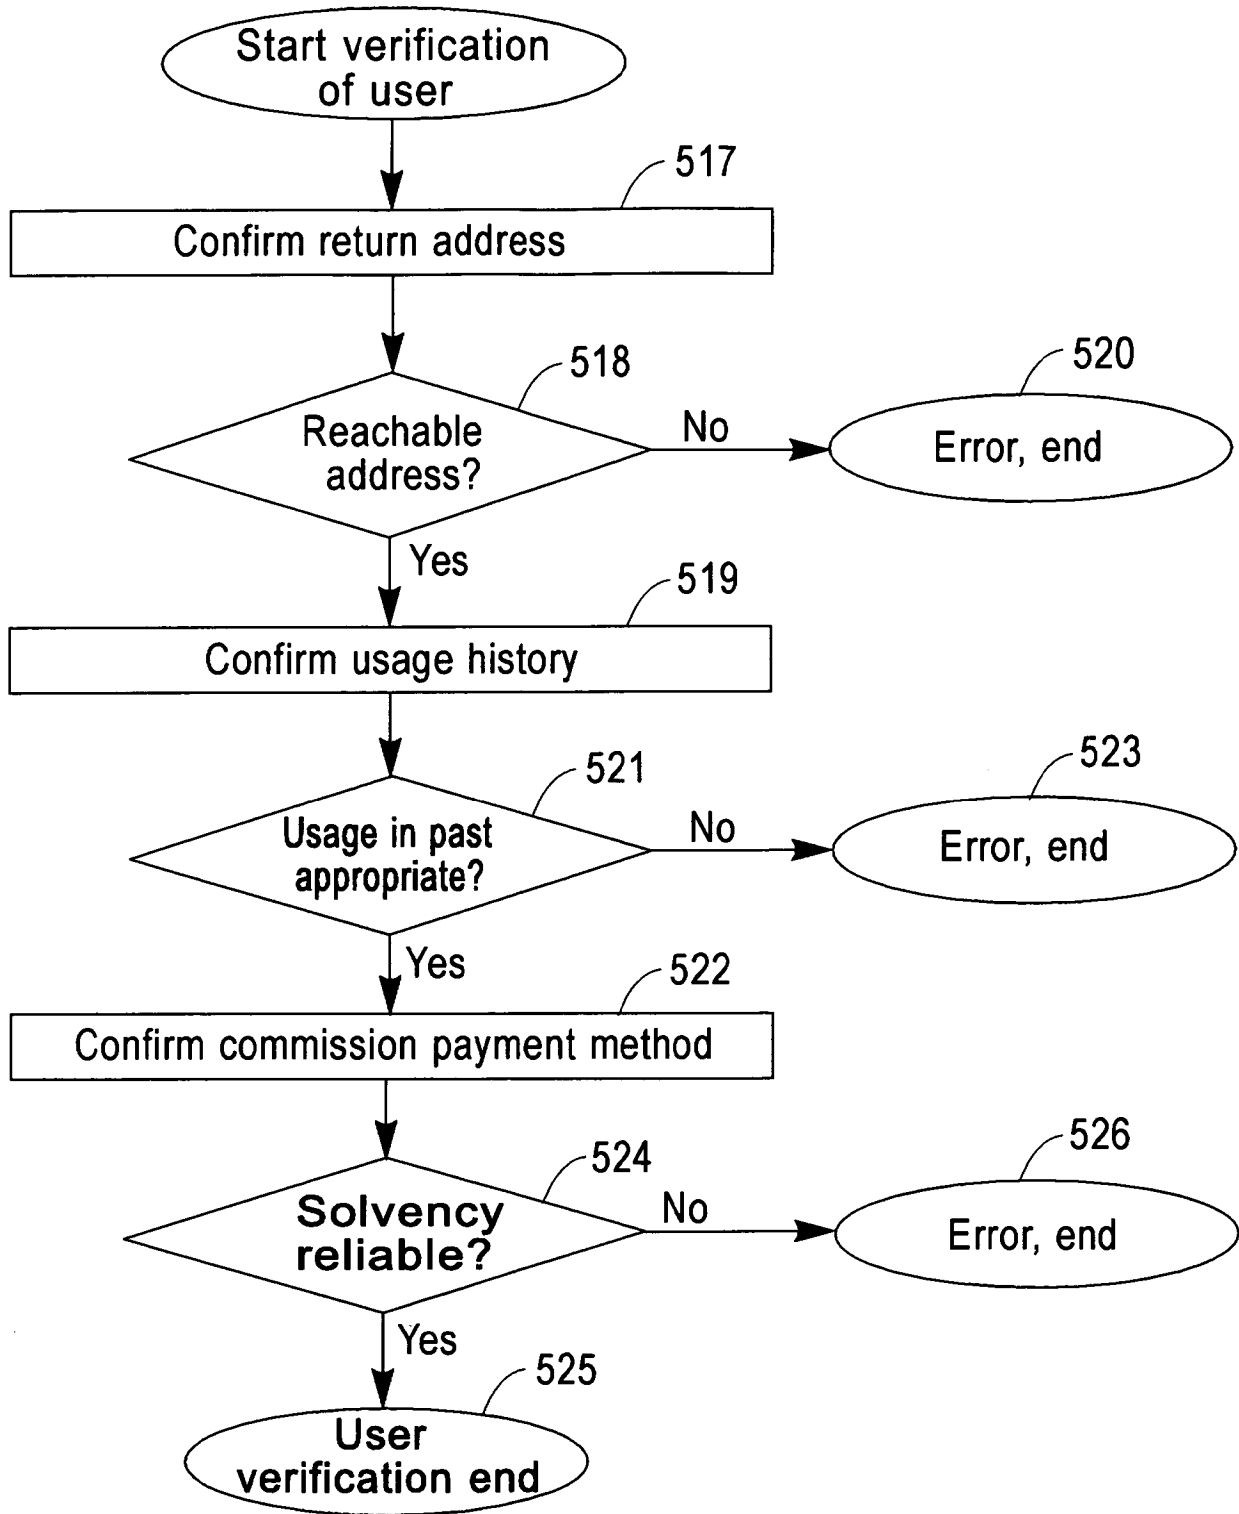 Start verification
of user
517
Confirm return address
518
520
Reachable
address?
No
Error, end
Yes
519
Confirm usage history
521
523
Usage in past
appropriate?
No
Error, end
Yes
522
Confirm commission payment method
524
526
Solvency
reliable?
No
Error, end
Yes
525
User
verification end